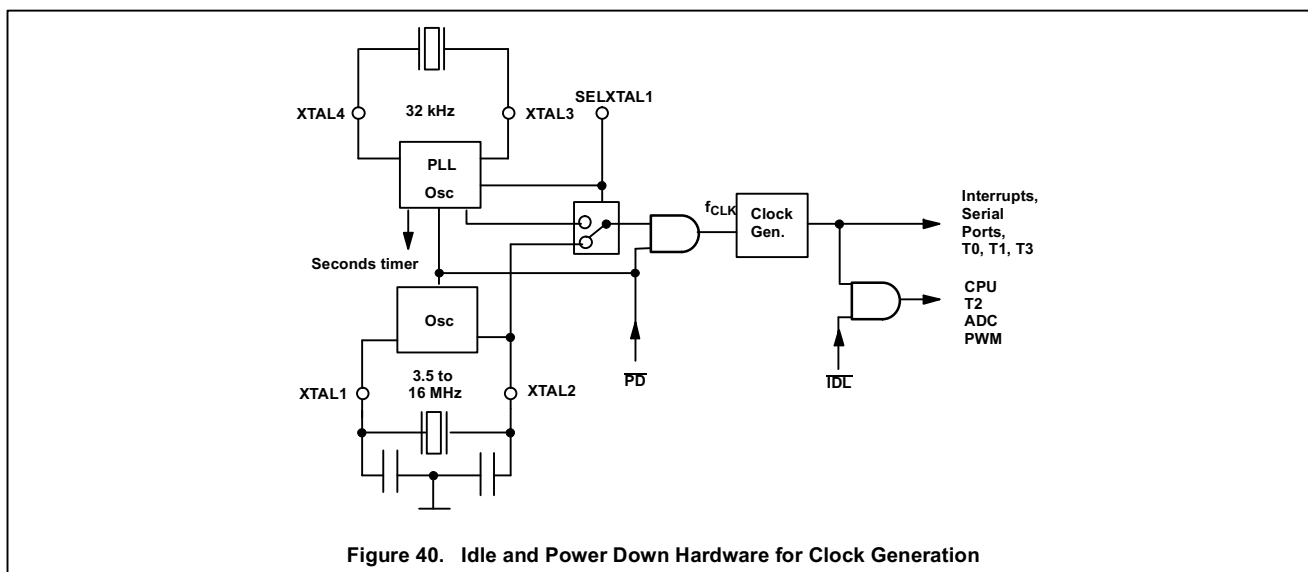 XTAL4
32 kHz
XTAL3
SELXTAL1
PLL
Osc
Seconds timer
fCLK
Clock
Gen.
Interrupts,
Serial
Ports,
T0, T1, T3
CPU
T2
ADC
PWM
Osc
PD
IDL
XTAL1
3.5 to
16 MHz
XTAL2
Figure 40. Idle and Power Down Hardware for Clock Generation